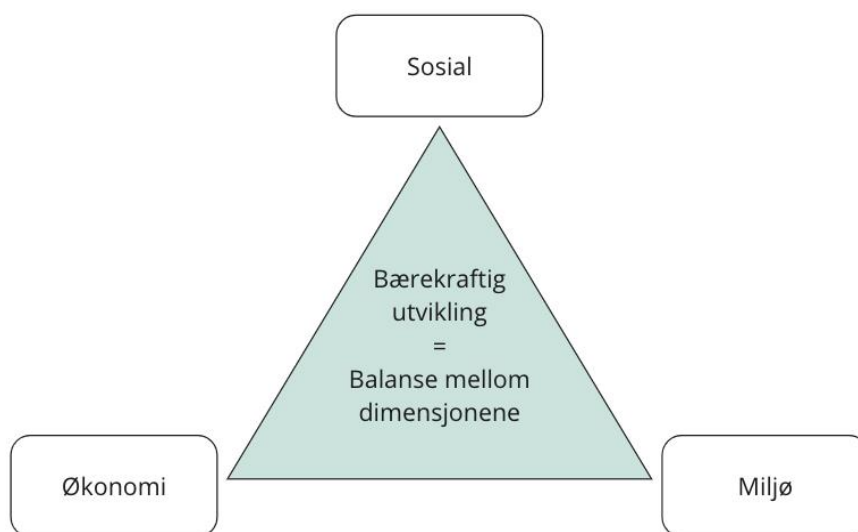 Sosial
Bærekraftig
utvikling
=
Balanse mellom
dimensjonene
Økonomi
Miljø